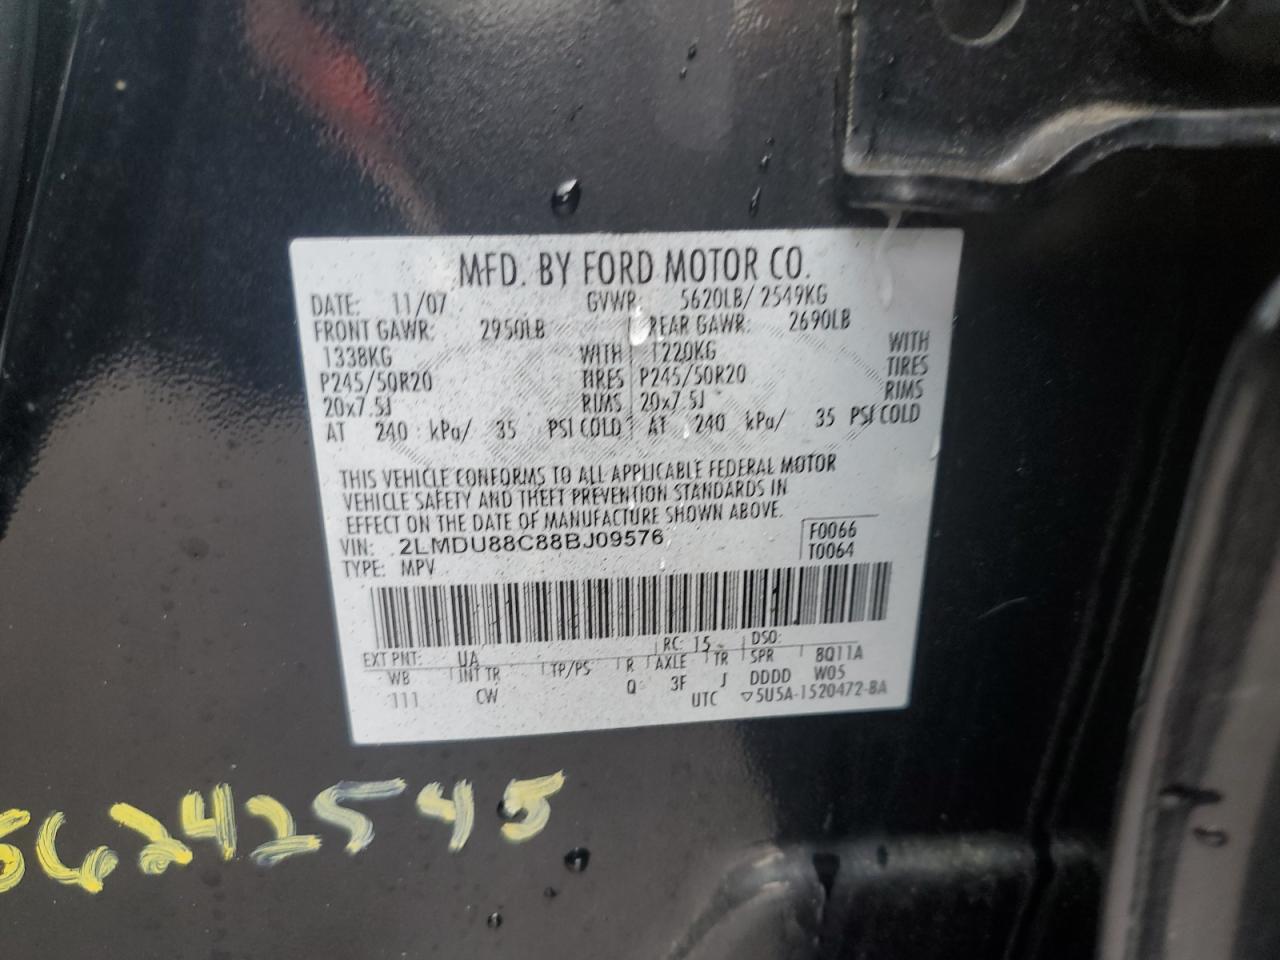 MFD. BY FORD MOTOR CO.
DATE: 11/07 GVWR: 5620LB/ 2549KG
FRONT GAWR: 2950LB REAR GAWR: 2690LB
1338KG WITH 1220KG WITH
P245/50R20 TIRES P245/50R20 TIRES
20x7.5J RIMS 20x7.5J RIMS
AT 240 kPa/ 35 PSI COLD AT 240 kPa/ 35 PSI COLD
THIS VEHICLE CONFORMS TO ALL APPLICABLE FEDERAL MOTOR
VEHICLE SAFETY AND THEFT PREVENTION STANDARDS IN
EFFECT ON THE DATE OF MANUFACTURE SHOWN ABOVE.
VIN: 2LMDU88C88BJ09576 F0066
TYPE: MPV T0064
EXT PNT: UA RC: 15 DSO:
WB INT TR TP/PS R AXLE TR SPR 8Q11A
111 CW Q 3F J DDDD W05
UTC ▽5U5A-1520472-BA
56242545